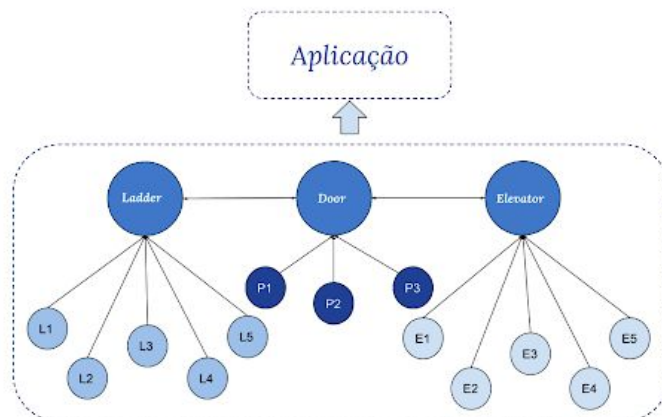 Aplicação
Ladder
Door
Elevator
P1
P2
P3
L1
L2
L3
L4
L5
E1
E2
E3
E4
E5